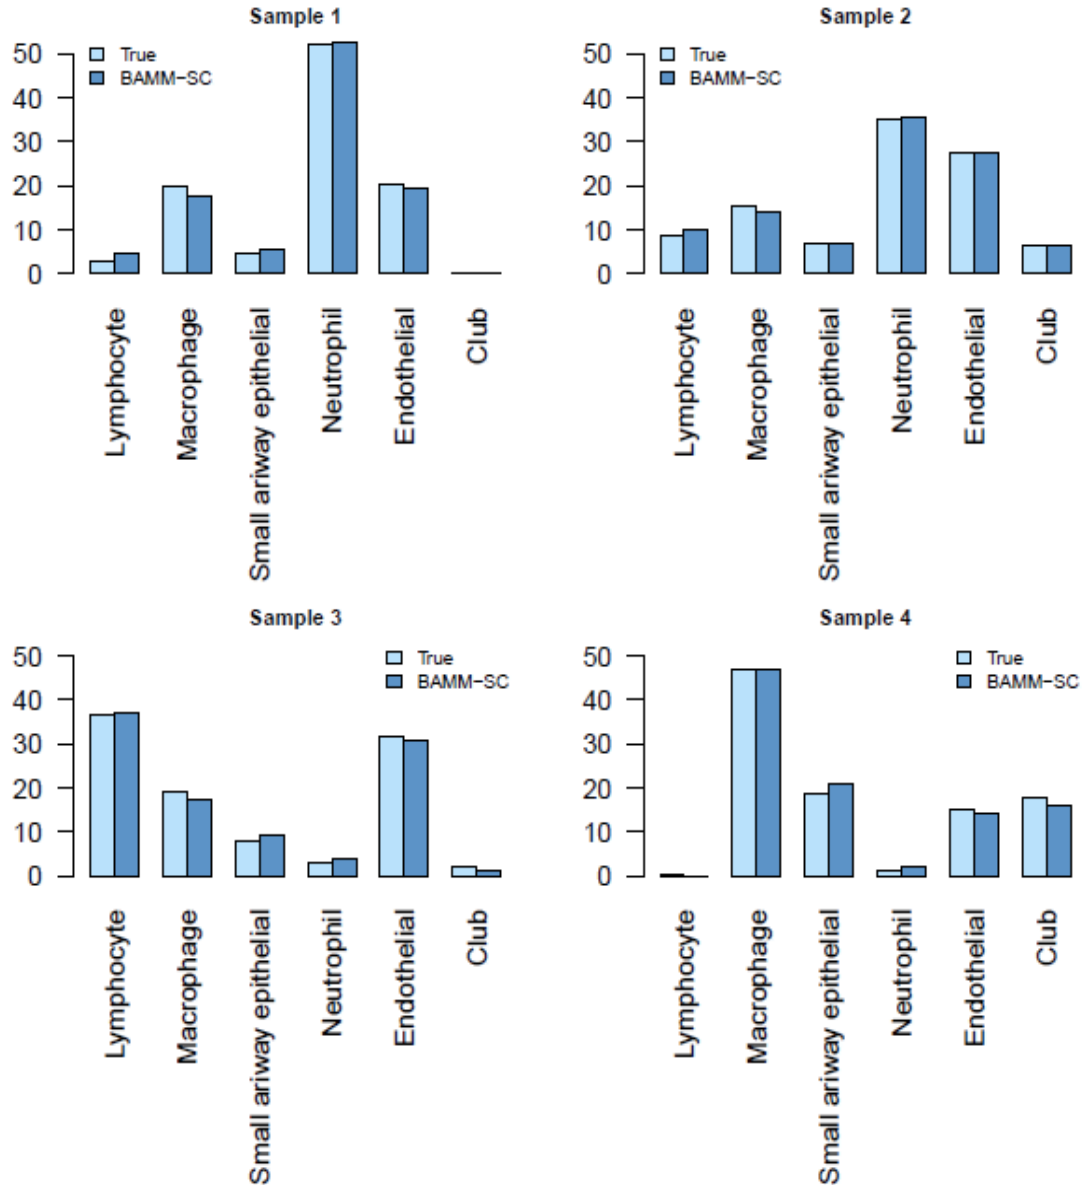 Sample 1
True
BAMM-SC
50
40
30
20
10
0
Lymphocyte
Macrophage
Small ariway epithelial
Neutrophil
Endothelial
Club
Sample 2
True
BAMM-SC
50
40
30
20
10
0
Lymphocyte
Macrophage
Small ariway epithelial
Neutrophil
Endothelial
Club
Sample 3
True
BAMM-SC
50
40
30
20
10
0
Lymphocyte
Macrophage
Small ariway epithelial
Neutrophil
Endothelial
Club
Sample 4
True
BAMM-SC
50
40
30
20
10
0
Lymphocyte
Macrophage
Small ariway epithelial
Neutrophil
Endothelial
Club